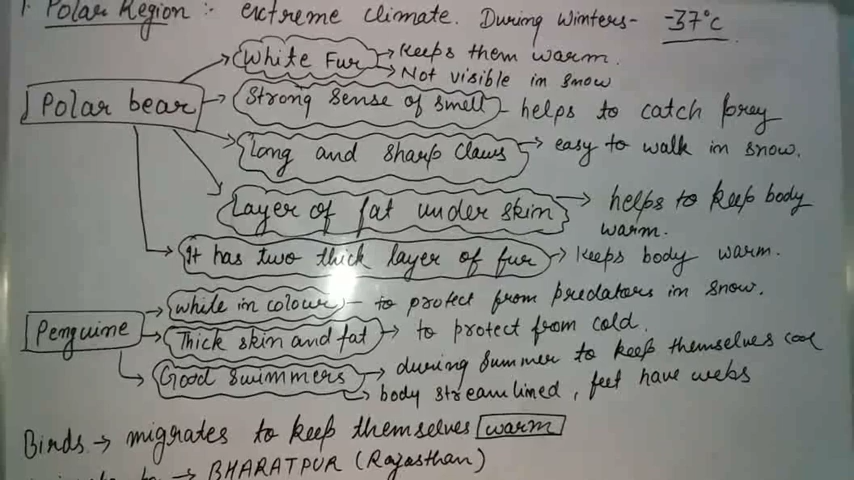 1. Polar Region :- extreme climate. During Winters- -37°C
White Fur → Keeps them warm.
→ Not visible in snow
Polar bear
Strong sense of smell - helps to catch prey
Long and sharp claws → easy to walk in snow.
Layer of fat under skin → helps to keep body
warm.
It has two thick layer of fur → keeps body warm.
Penguine
white in colour - to protect from predators in snow.
Thick skin and fat → to protect from cold.
Good swimmers → during summer to keep themselves cool
→ body streamlined, feet have webs
Birds → migrates to keep themselves warm
→ BHARATPUR (Rajasthan)